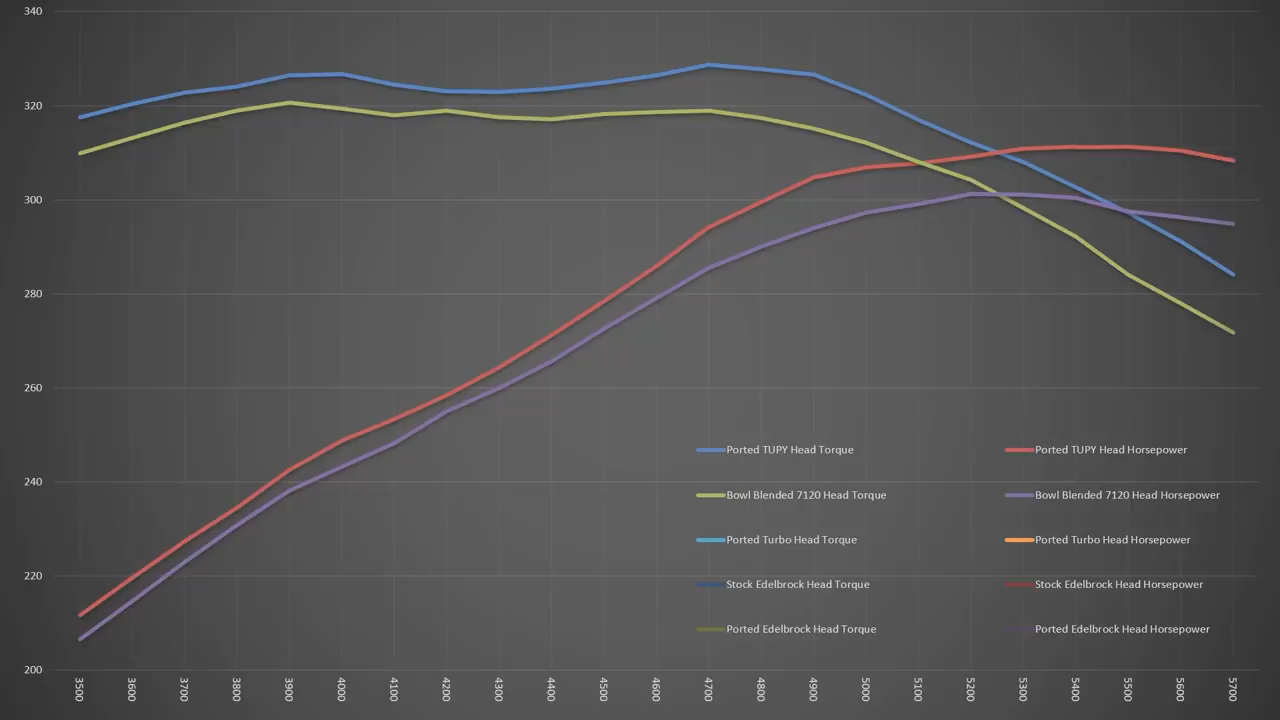 340
320
300
280
260
240
220
200
Ported TUPY Head Torque Ported TUPY Head Horsepower
Bowl Blended 7120 Head Torque Bowl Blended 7120 Head Horsepower
Ported Turbo Head Torque Ported Turbo Head Horsepower
Stock Edelbrock Head Torque Stock Edelbrock Head Horsepower
Ported Edelbrock Head Torque Ported Edelbrock Head Horsepower
3500 3600 3700 3800 3900 4000 4100 4200 4300 4400 4500 4600 4700 4800 4900 5000 5100 5200 5300 5400 5500 5600 5700